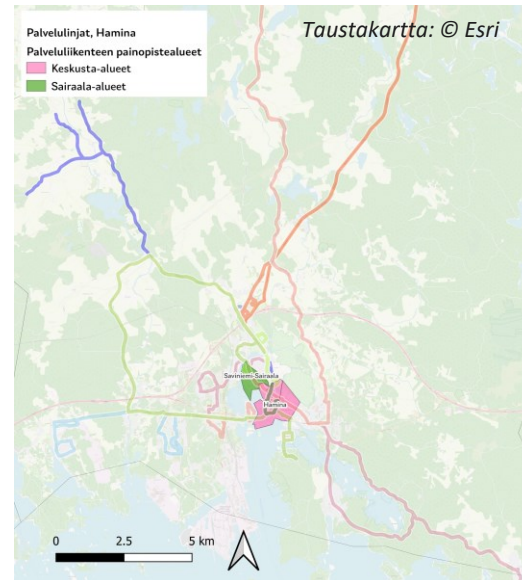 Taustakartta: © Esri
Palvelulinjat, Hamina
Palveluliikenteen painopistealueet
Keskusta-alueet
Sairaala-alueet
Saviniemi-Sairaala
Hamina
0 2.5 5 km